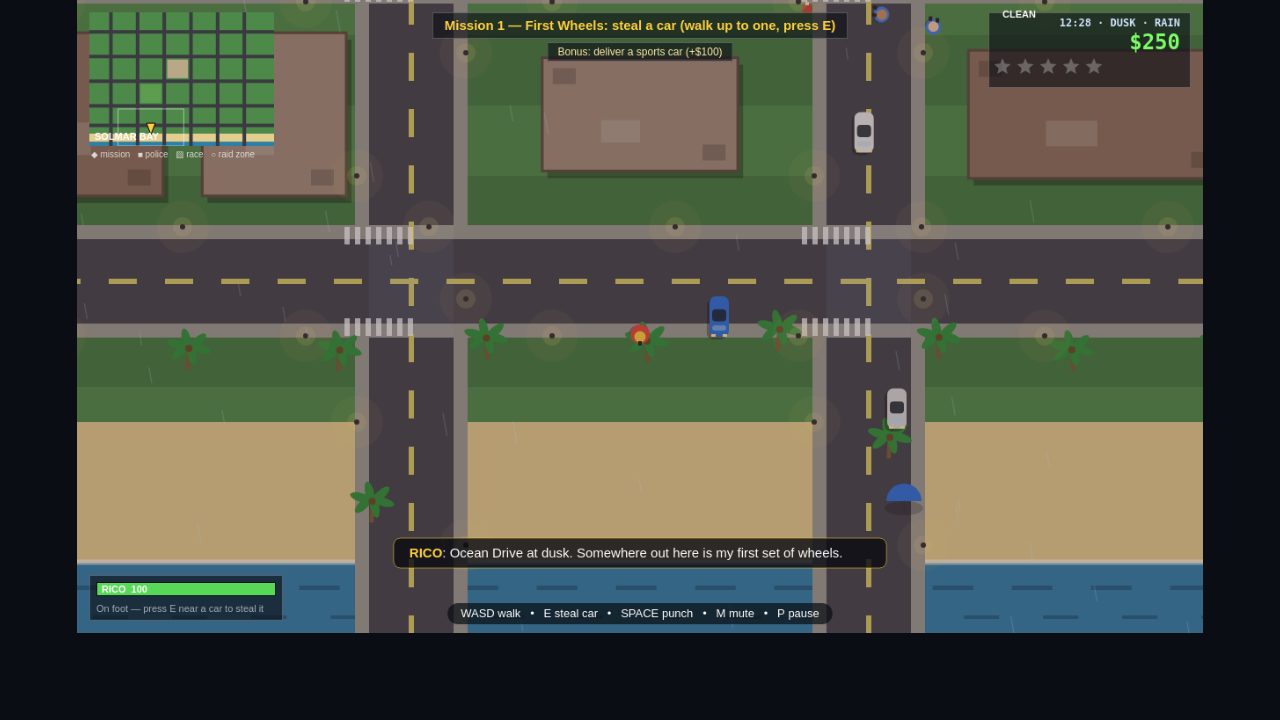 Mission 1 — First Wheels: steal a car (walk up to one, press E)
Bonus: deliver a sports car (+$100)
CLEAN
12:28 · DUSK · RAIN
$250
SOLMAR BAY
◆ mission ■ police ▨ race ○ raid zone
RICO: Ocean Drive at dusk. Somewhere out here is my first set of wheels.
RICO 100
On foot — press E near a car to steal it
WASD walk • E steal car • SPACE punch • M mute • P pause